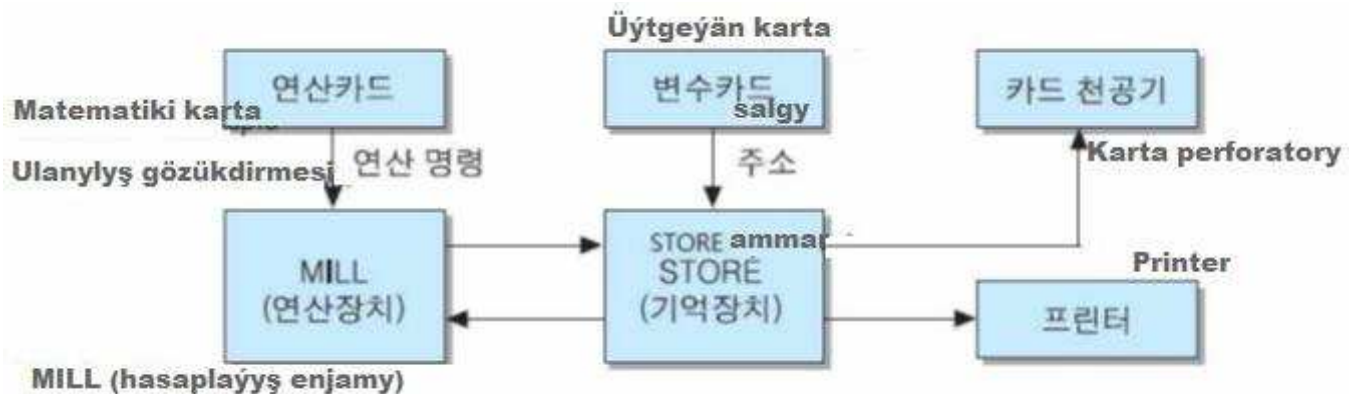 Üýtgeýän karta
연산카드
변수카드
카드 천공기
Matematiki karta
salgy
Ulanylyş gözükdirmesi
연산 명령
주소
Karta perforatory
STORE ammar
MILL
(연산장치)
STORE
(기억장치)
Printer
프린터
MILL (hasaplaýyş enjamy)